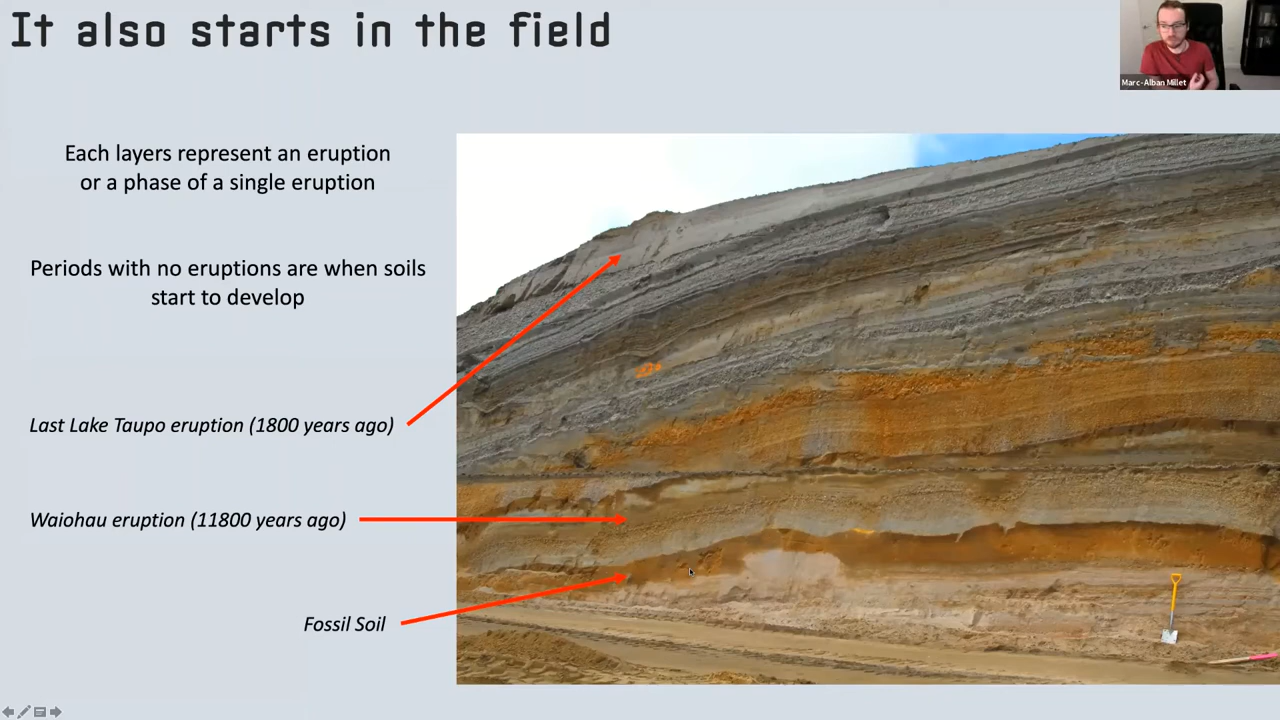 It also starts in the field
Marc-Alban Millet
Each layers represent an eruption
or a phase of a single eruption
Periods with no eruptions are when soils
start to develop
Last Lake Taupo eruption (1800 years ago)
Waiohau eruption (11800 years ago)
Fossil Soil